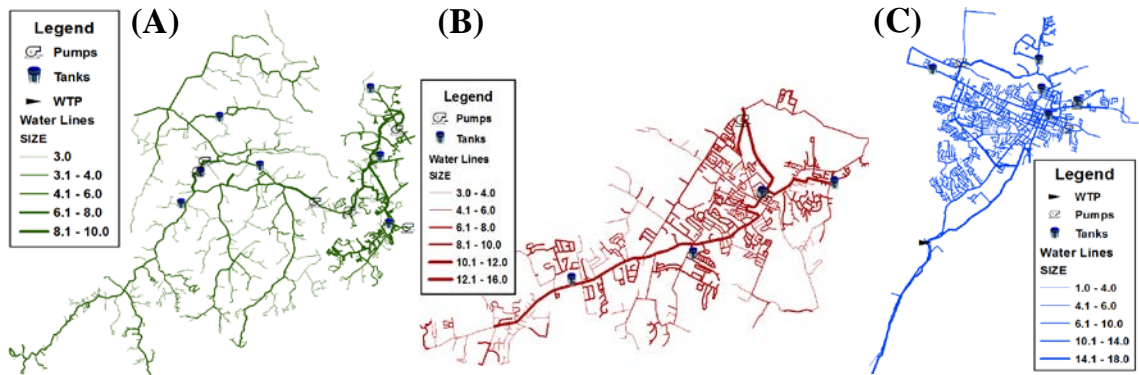 (A)
Legend
Pumps
Tanks
WTP
Water Lines
SIZE
3.0
3.1 - 4.0
4.1 - 6.0
6.1 - 8.0
8.1 - 10.0
(B)
Legend
Pumps
Tanks
Water Lines
SIZE
3.0 - 4.0
4.1 - 6.0
6.1 - 8.0
8.1 - 10.0
10.1 - 12.0
12.1 - 16.0
(C)
Legend
WTP
Pumps
Tanks
Water Lines
SIZE
1.0 - 4.0
4.1 - 6.0
6.1 - 10.0
10.1 - 14.0
14.1 - 18.0